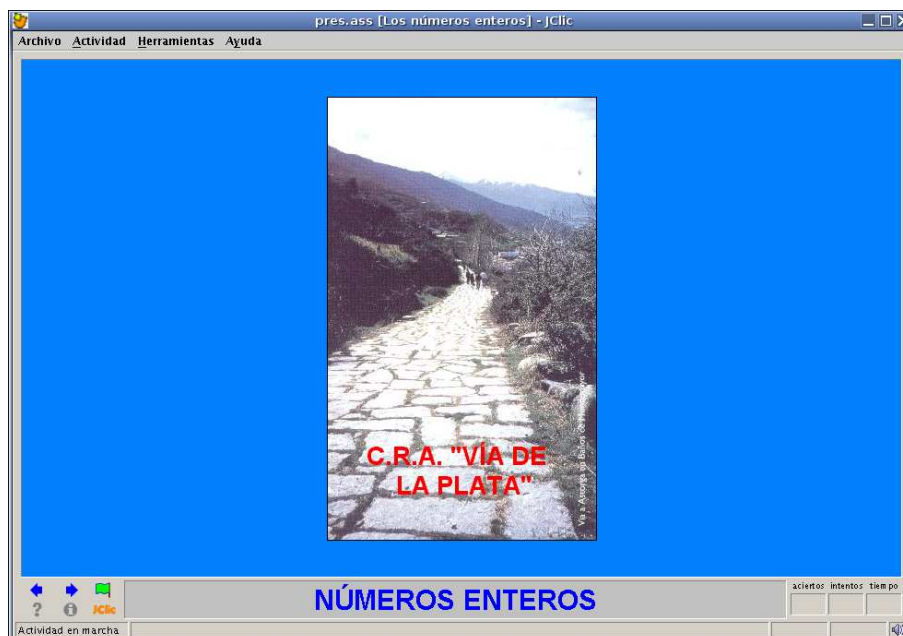 pres.ass [Los números enteros] - JClic
Archivo Actividad Herramientas Ayuda
C.R.A. "VÍA DE
LA PLATA"
NÚMEROS ENTEROS
aciertos intentos tiempo
JClic
Actividad en marcha